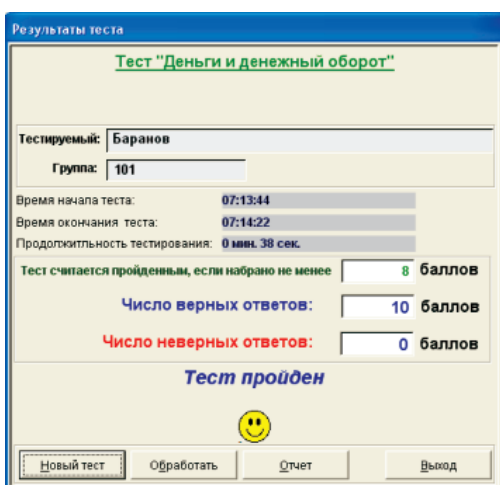 Результаты теста
Тест "Деньги и денежный оборот"
Тестируемый: Баранов
Группа: 101
Время начала теста: 07:13:44
Время окончания теста: 07:14:22
Продолжитльность тестирования: 0 мин. 38 сек.
Тест считается пройденным, если набрано не менее 8 баллов
Число верных ответов: 10 баллов
Число неверных ответов: 0 баллов
Тест пройден
Новый тест Обработать Отчет Выход